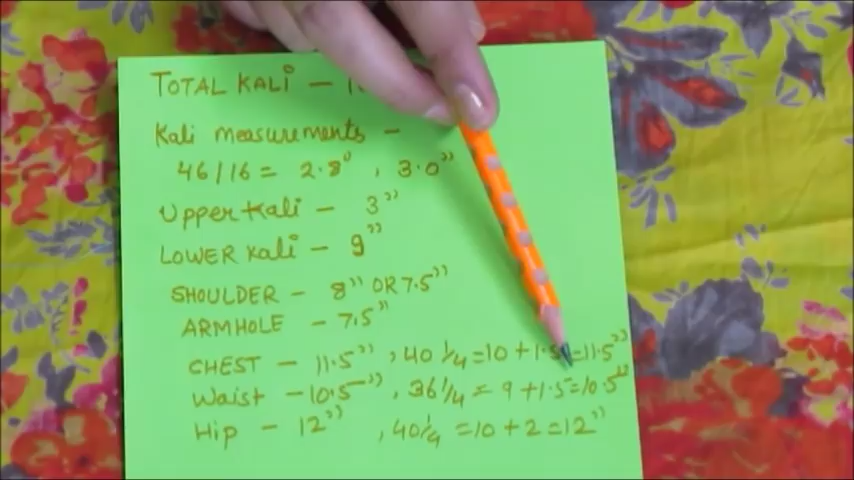 TOTAL KALI -
Kali measurements -
46/16 = 2.8", 3.0"
Upper Kali - 3"
LOWER Kali - 9"
SHOULDER - 8" OR 7.5"
ARMHOLE - 7.5"
CHEST - 11.5", 40 1/4 = 10 + 1.5 = 11.5"
Waist - 10.5", 36 1/4 = 9 + 1.5 = 10.5"
Hip - 12", 40 1/4 = 10 + 2 = 12"